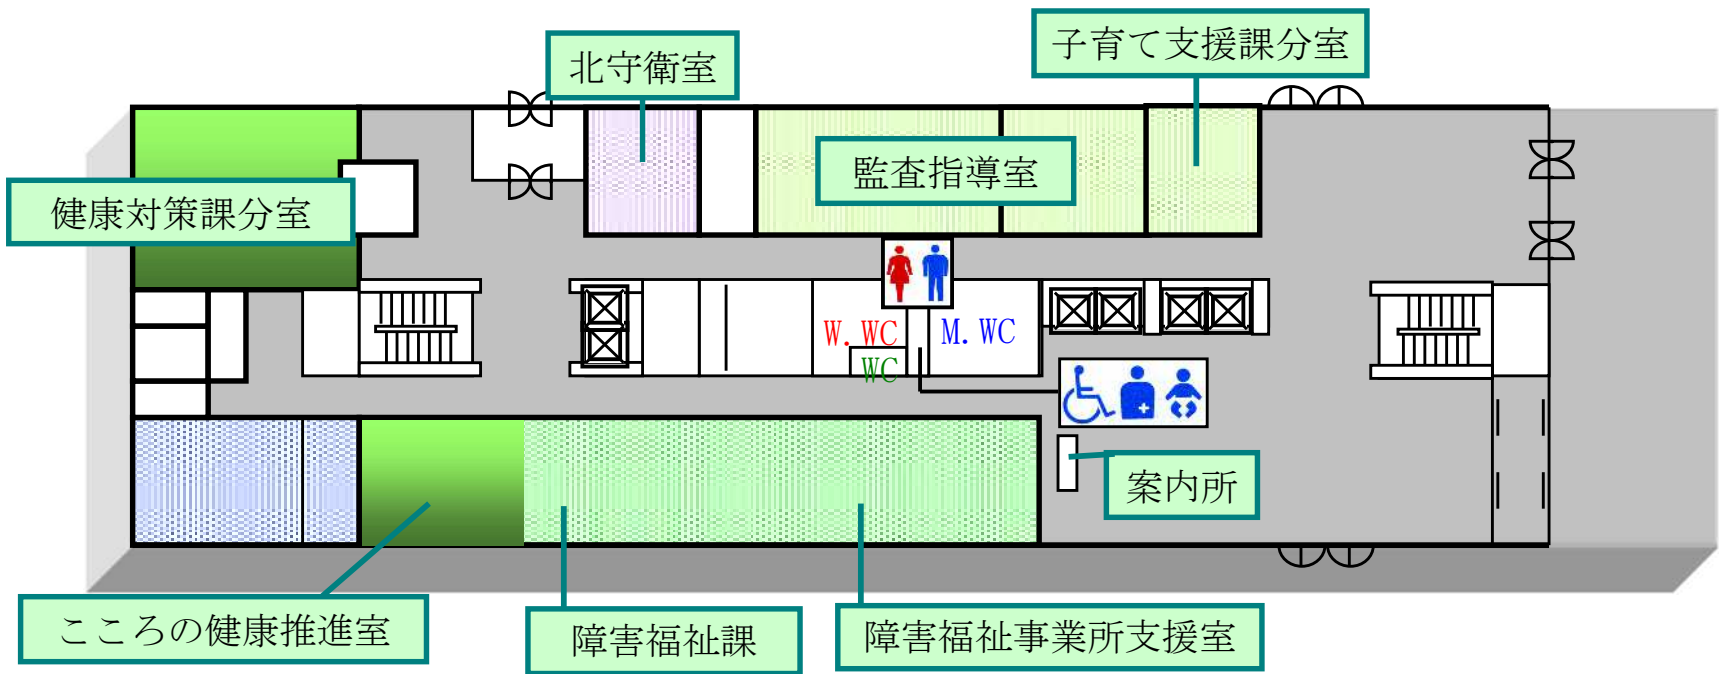 子育て支援課分室
北守衛室
監査指導室
健康対策課分室
W.WC
M.WC
WC
案内所
こころの健康推進室
障害福祉課
障害福祉事業所支援室